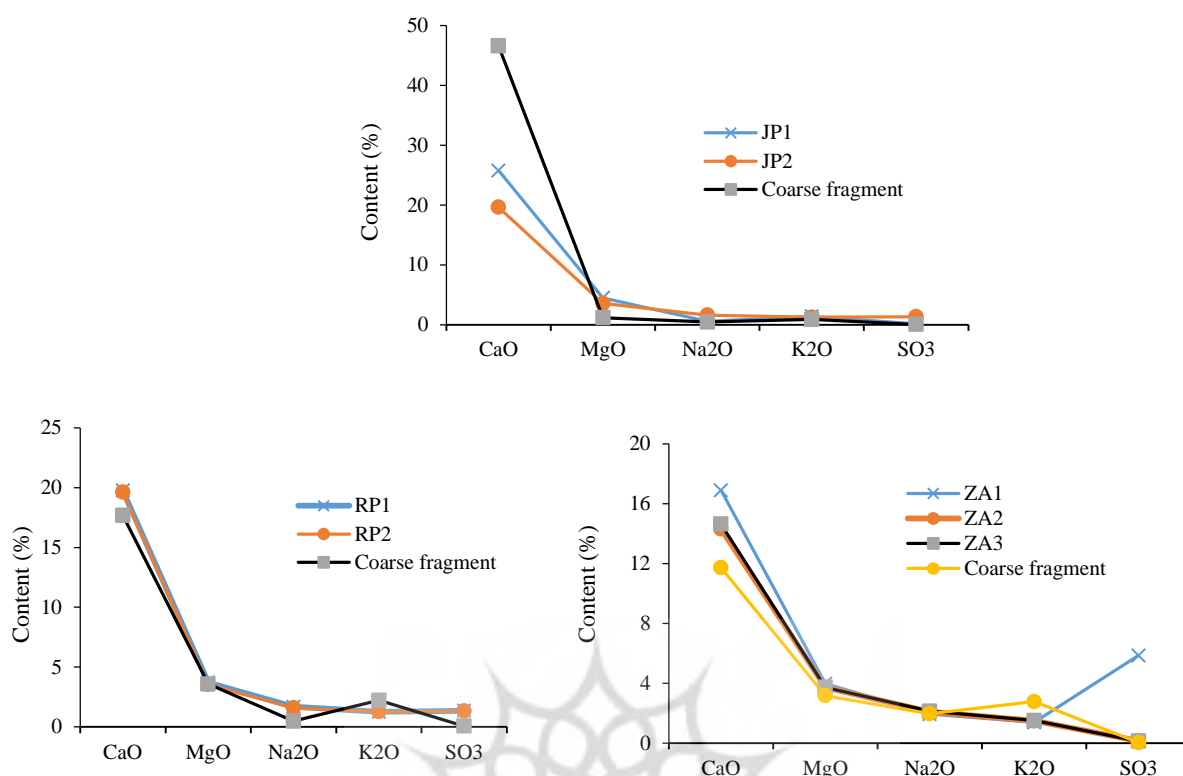 Content (%)
50
40
30
20
10
0
JP1
JP2
Coarse fragment
CaO MgO Na2O K2O SO3
Content (%)
25
20
15
10
5
0
RP1
RP2
Coarse fragment
CaO MgO Na2O K2O SO3
Content (%)
20
16
12
8
4
0
ZA1
ZA2
ZA3
Coarse fragment
CaO MgO Na2O K2O SO3